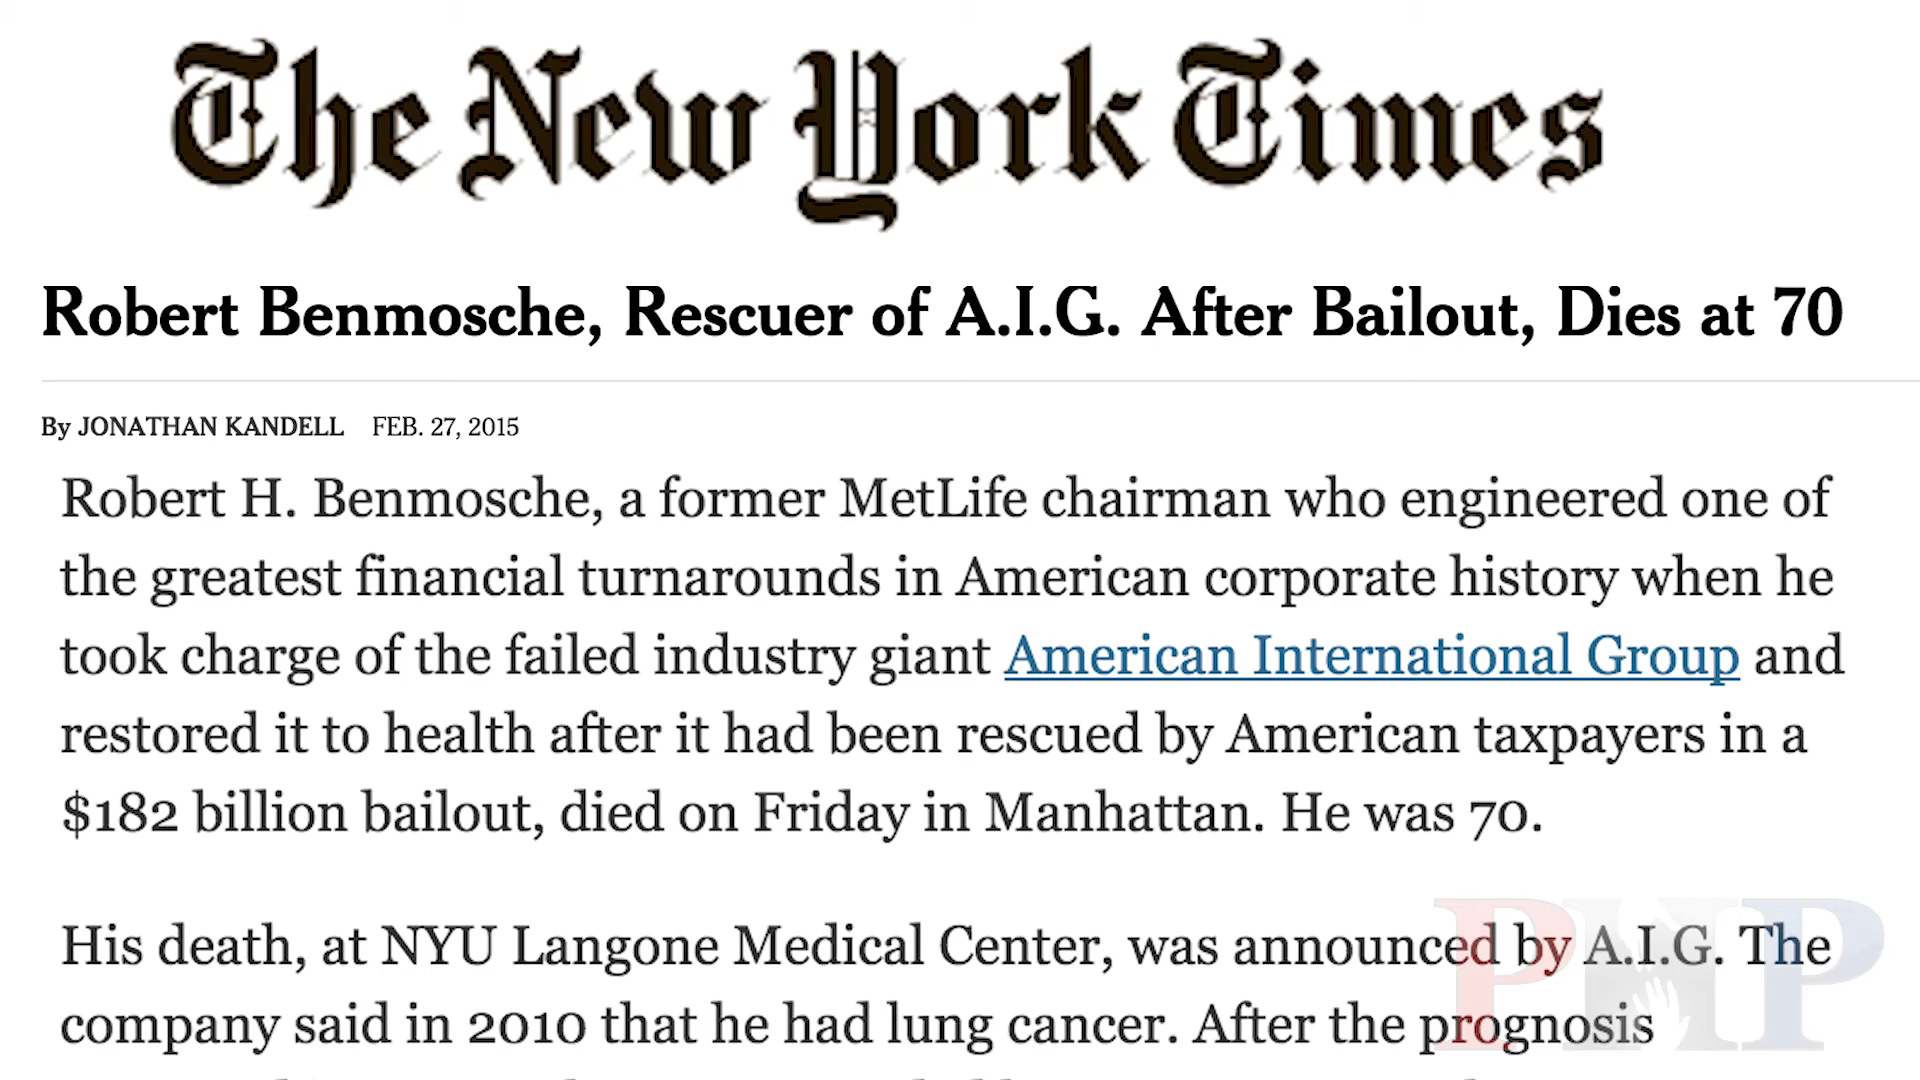 The New York Times
Robert Benmosche, Rescuer of A.I.G. After Bailout, Dies at 70
By JONATHAN KANDELL FEB. 27, 2015
Robert H. Benmosche, a former MetLife chairman who engineered one of
the greatest financial turnarounds in American corporate history when he
took charge of the failed industry giant American International Group and
restored it to health after it had been rescued by American taxpayers in a
$182 billion bailout, died on Friday in Manhattan. He was 70.
His death, at NYU Langone Medical Center, was announced by A.I.G. The
company said in 2010 that he had lung cancer. After the prognosis
PNP